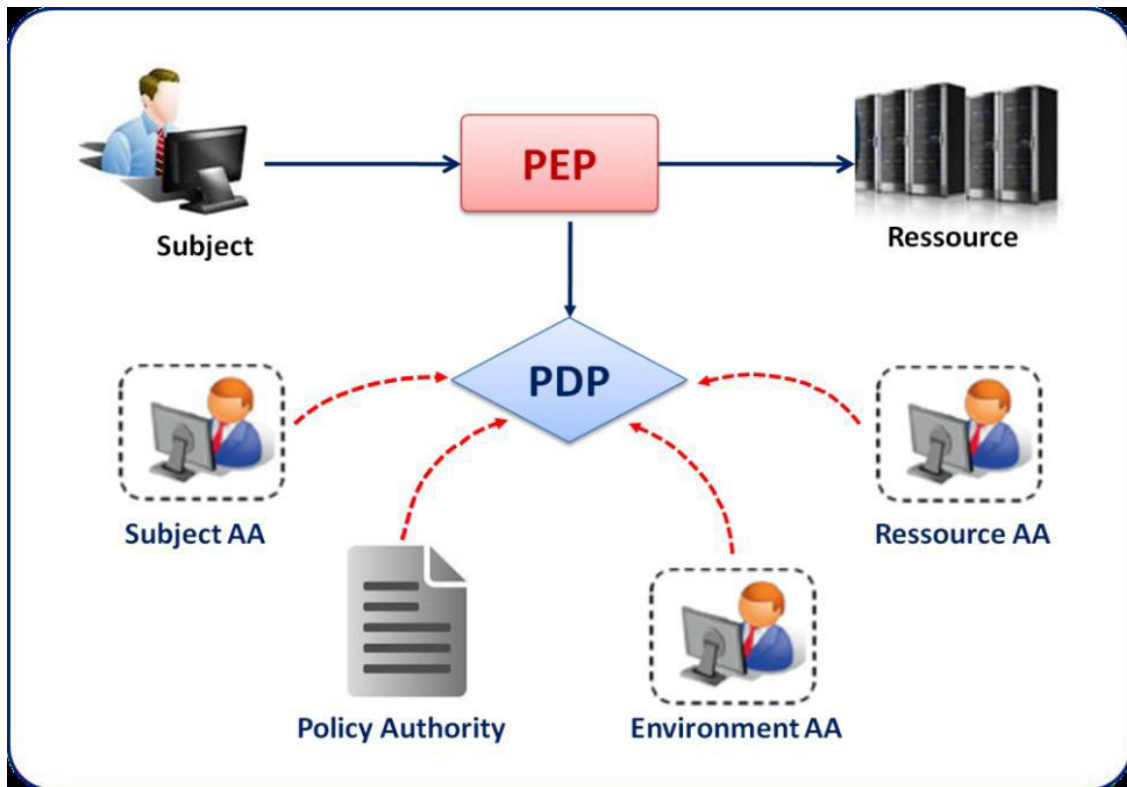 PEP
Subject
Ressource
PDP
Subject AA
Ressource AA
Policy Authority
Environment AA